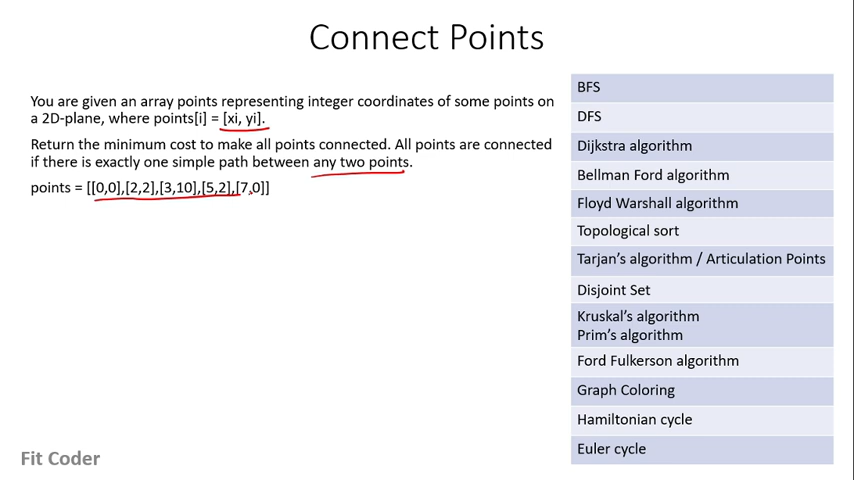 Connect Points
You are given an array points representing integer coordinates of some points on
a 2D-plane, where points[i] = [xi, yi].
Return the minimum cost to make all points connected. All points are connected
if there is exactly one simple path between any two points.
points = [[0,0],[2,2],[3,10],[5,2],[7,0]]
BFS
DFS
Dijkstra algorithm
Bellman Ford algorithm
Floyd Warshall algorithm
Topological sort
Tarjan's algorithm / Articulation Points
Disjoint Set
Kruskal's algorithm
Prim's algorithm
Ford Fulkerson algorithm
Graph Coloring
Hamiltonian cycle
Euler cycle
Fit Coder